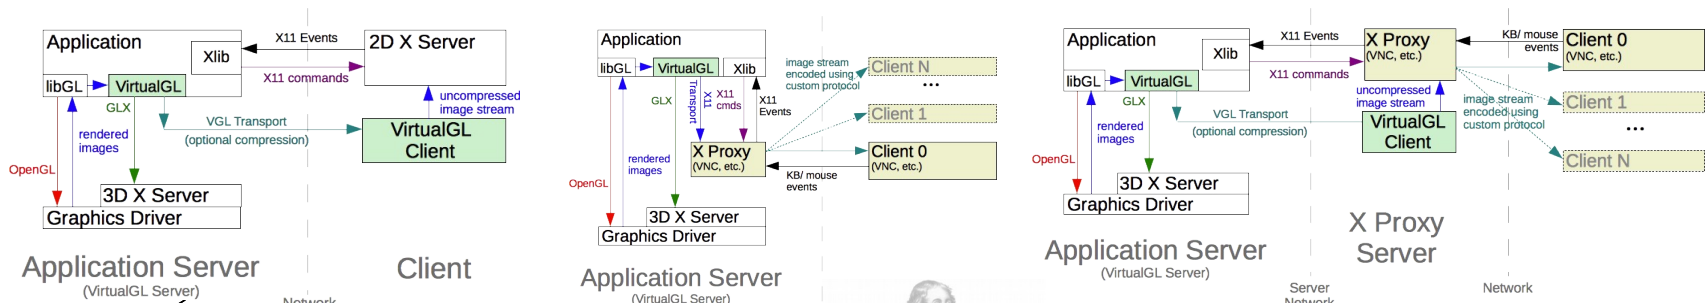 Application
Xlib
libGL
VirtualGL
X11 Events
X11 commands
2D X Server
GLX
uncompressed
image stream
VGL Transport
(optional compression)
VirtualGL
Client
rendered
images
OpenGL
3D X Server
Graphics Driver
Application Server
(VirtualGL Server)
Client
Network
Application
libGL
VirtualGL
Xlib
GLX
X11
Transport
X11
cmds
X11
Events
image stream
encoded using
custom protocol
Client N
...
Client 1
Client 0
(VNC, etc.)
X Proxy
(VNC, etc.)
KB/ mouse
events
rendered
images
OpenGL
3D X Server
Graphics Driver
Application Server
(VirtualGL Server)
Application
Xlib
libGL
VirtualGL
X11 Events
X11 commands
X Proxy
(VNC, etc.)
KB/ mouse
events
Client 0
(VNC, etc.)
GLX
uncompressed
image stream
VGL Transport
(optional compression)
VirtualGL
Client
image stream
encoded using
custom protocol
Client 1
...
Client N
rendered
images
OpenGL
3D X Server
Graphics Driver
Application Server
(VirtualGL Server)
X Proxy
Server
Server
Network
Network